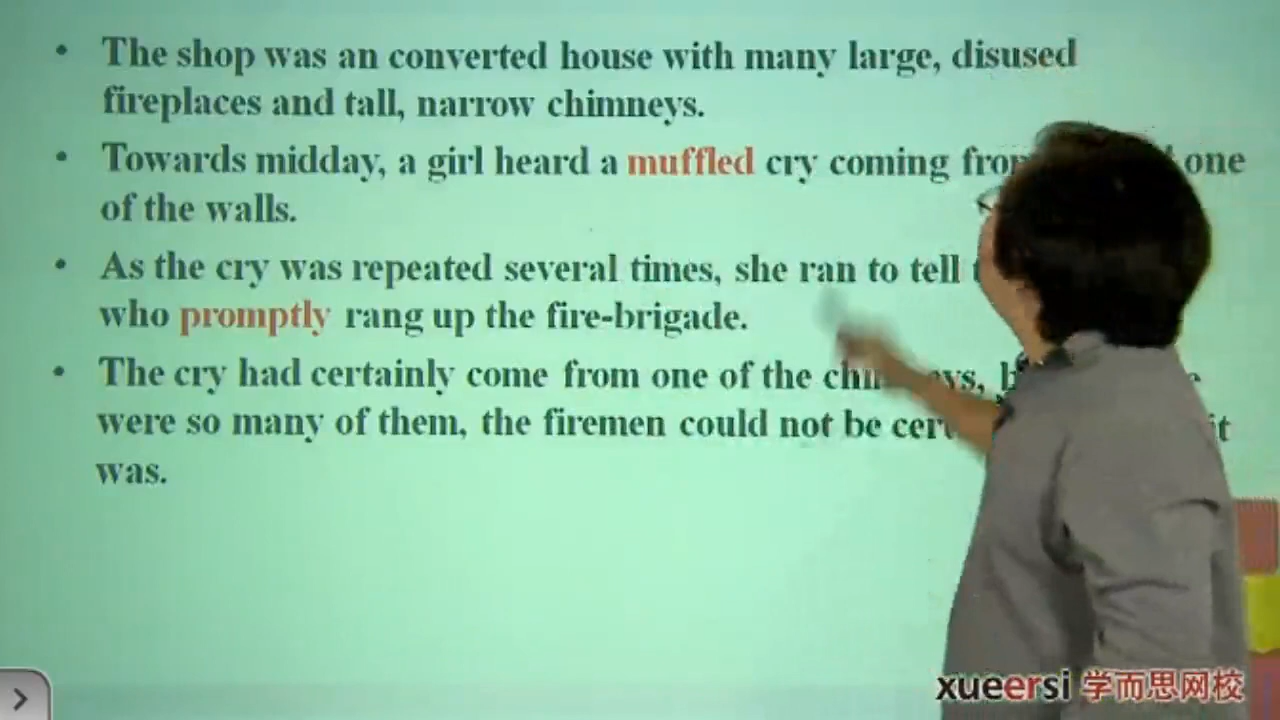 • The shop was an converted house with many large, disused
fireplaces and tall, narrow chimneys.
• Towards midday, a girl heard a muffled cry coming from one
of the walls.
• As the cry was repeated several times, she ran to tell
who promptly rang up the fire-brigade.
• The cry had certainly come from one of the chimneys,
were so many of them, the firemen could not be it
was.
xueersi 学而思网校